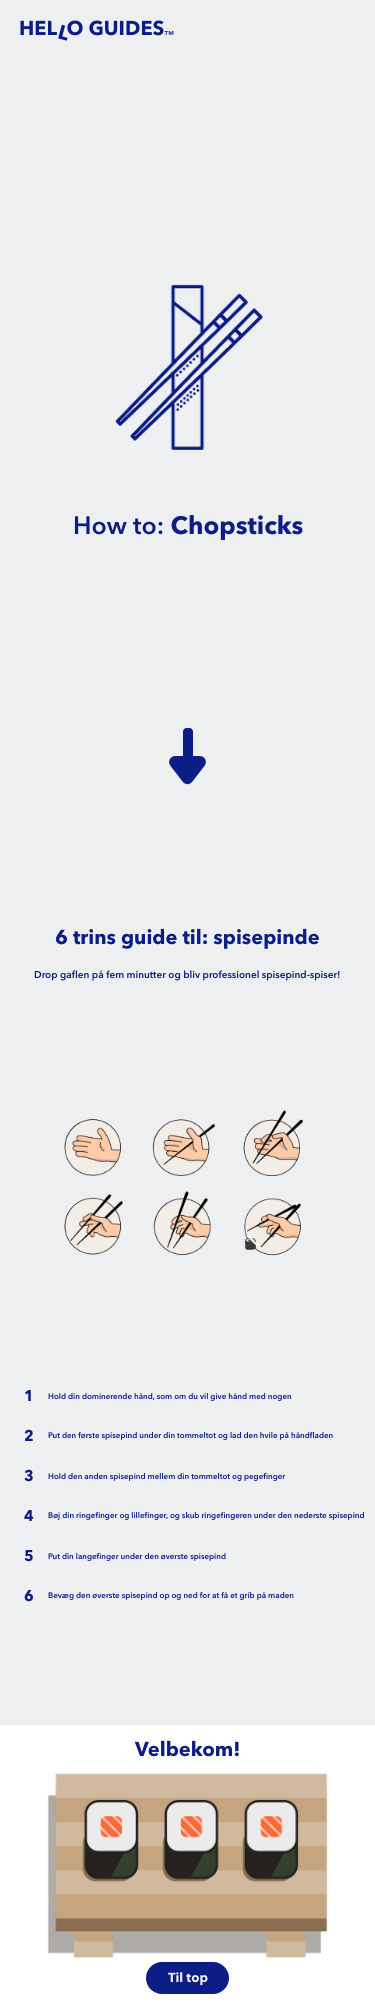 HELLO GUIDES™
How to: Chopsticks
6 trins guide til: spisepinde
Drop gaflen på fem minutter og bliv professionel spisepind-spiser!
1 Hold din dominerende hånd, som om du vil give hånd med nogen
2 Put den første spisepind under din tommeltot og lad den hvile på håndfladen
3 Hold den anden spisepind mellem din tommeltot og pegefinger
4 Bøj din ringefinger og lillefinger, og skub ringefingeren under den nederste spisepind
5 Put din langefinger under den øverste spisepind
6 Bevæg den øverste spisepind op og ned for at få et grib på maden
Velbekom!
Til top